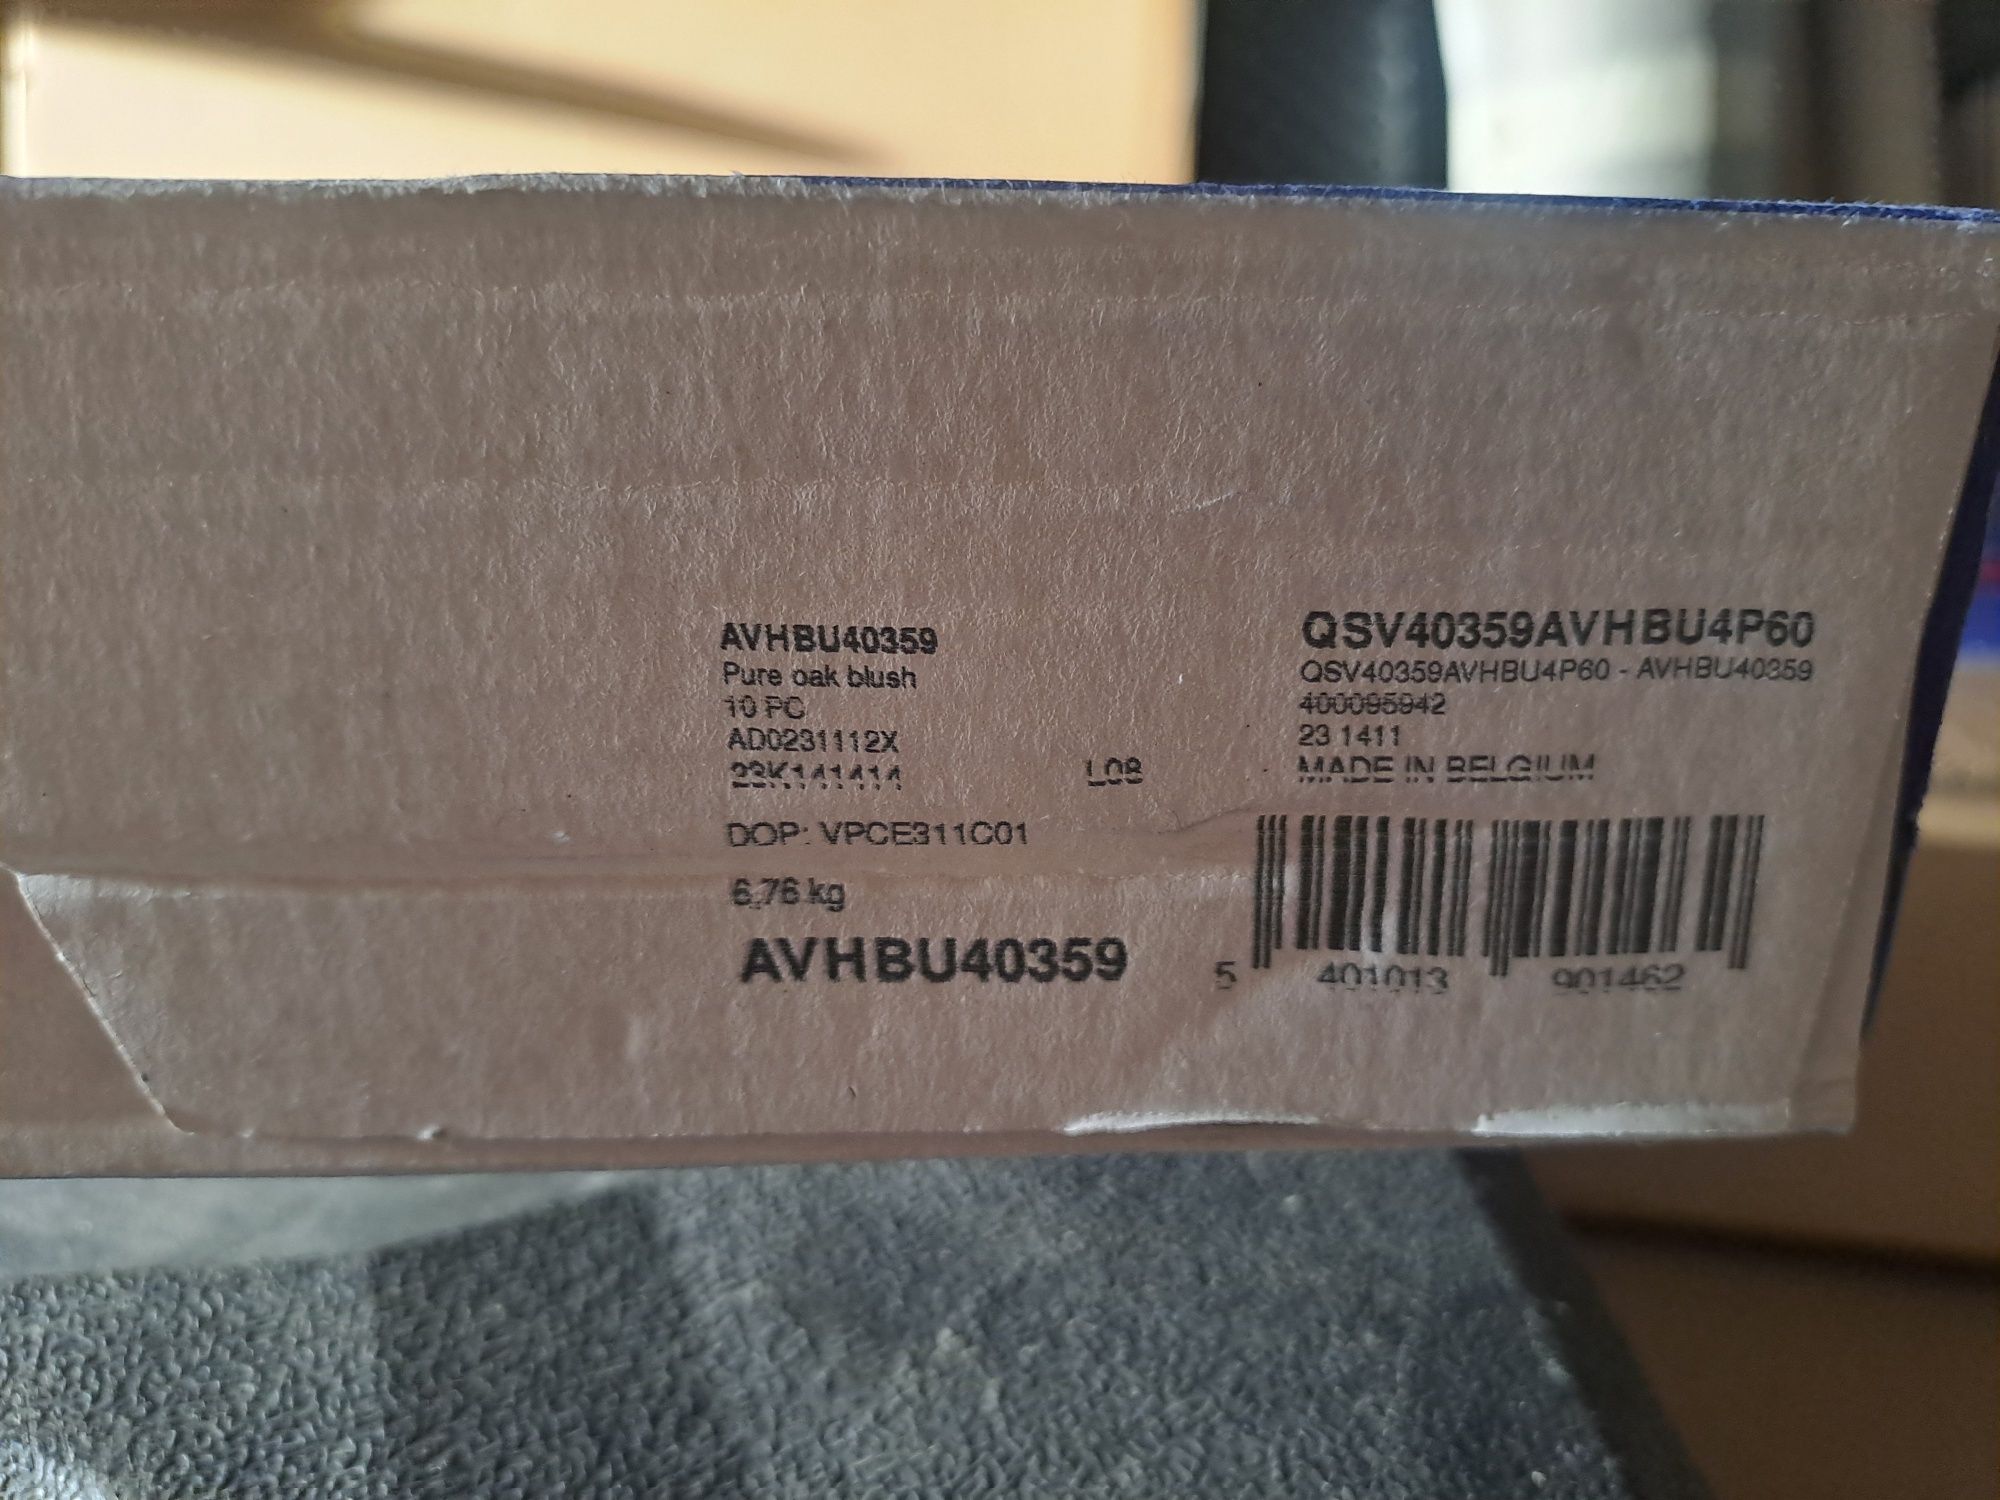 AVHBU40359
Pure oak blush
10 PC
AD0231112X
23K141414 L08
DOP: VPCE311C01
6,76 kg
AVHBU40359
QSV40359AVHBU4P60
QSV40359AVHBU4P60 - AVHBU40359
400095942
23 1411
MADE IN BELGIUM
5 401013 901462